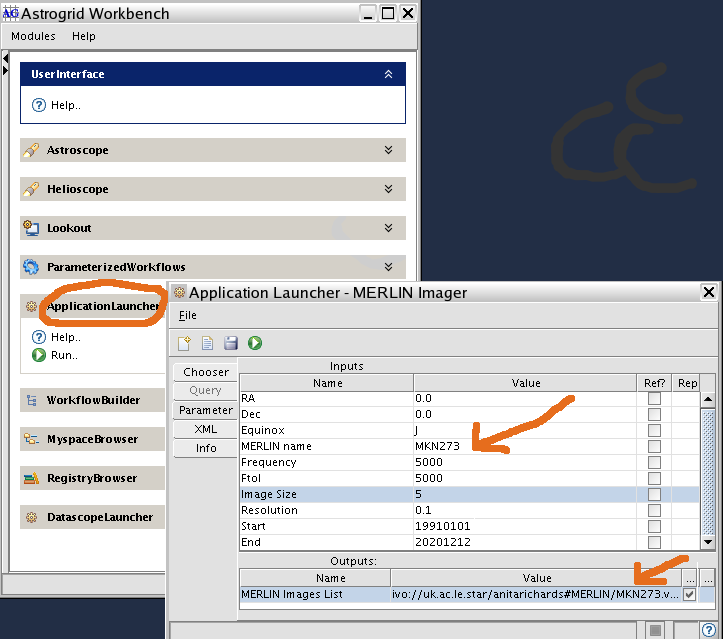 AG Astrogrid Workbench
Modules Help
UserInterface
? Help..
Astroscope
Helioscope
Lookout
ParameterizedWorkflows
ApplicationLauncher
? Help..
Run..
WorkflowBuilder
MyspaceBrowser
RegistryBrowser
DatascopeLauncher
Application Launcher - MERLIN Imager
File
Chooser
Query
Parameter
XML
Info
Inputs
Name Value Ref? Rep
RA 0.0
Dec 0.0
Equinox J
MERLIN name MKN273
Frequency 5000
Ftol 5000
Image Size 5
Resolution 0.1
Start 19910101
End 20201212
Outputs:
Name Value ... ...
MERLIN Images List ivo://uk.ac.le.star/anitarichards#MERLIN/MKN273.v...
?